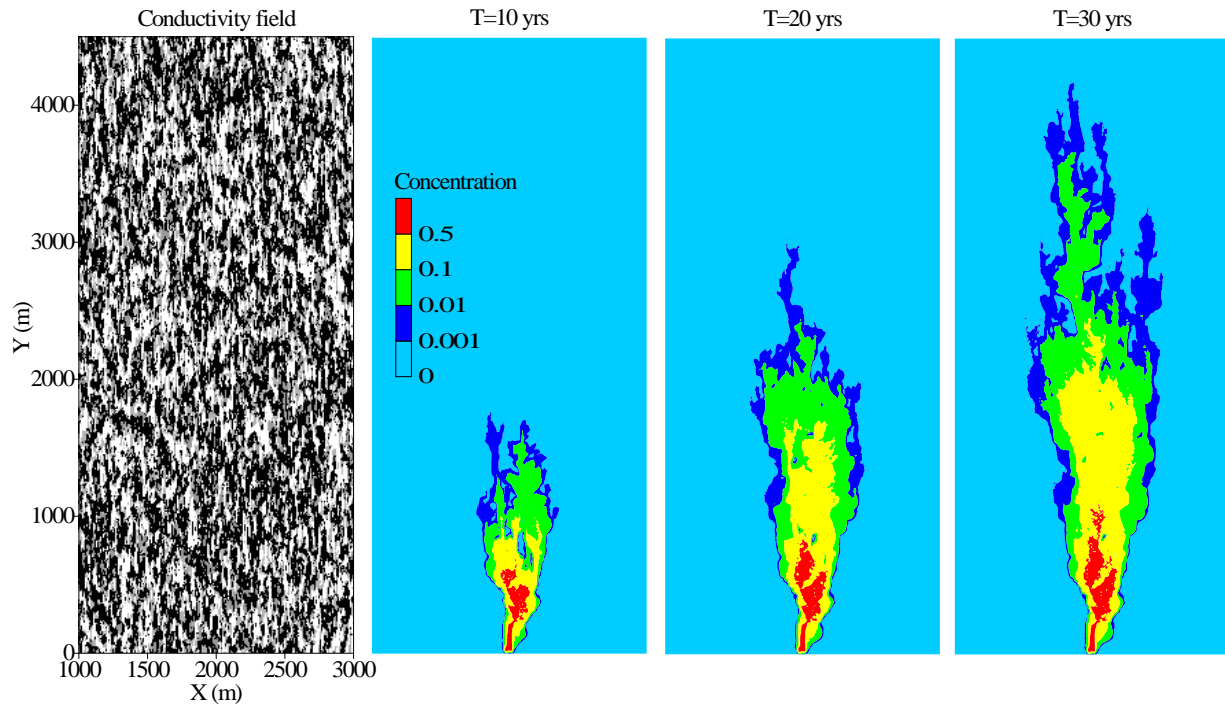 Conductivity field
T=10 yrs
T=20 yrs
T=30 yrs
4000
3000
2000
1000
0
Y (m)
1000 1500 2000 2500 3000
X (m)
Concentration
0.5
0.1
0.01
0.001
0